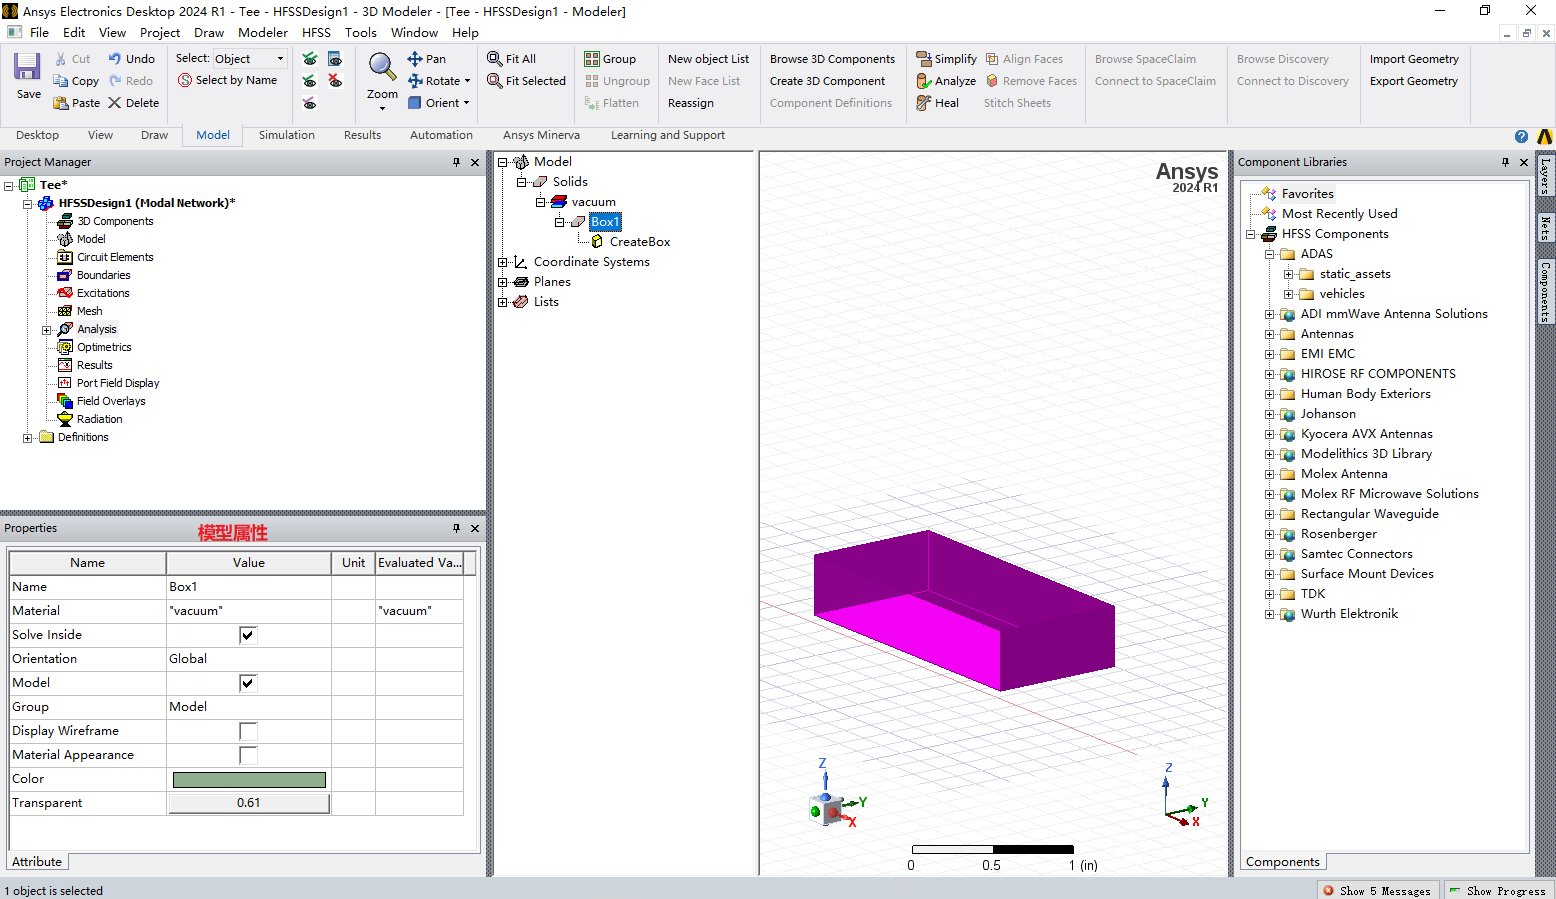 Ansys Electronics Desktop 2024 R1 - Tee - HFSSDesign1 - 3D Modeler - [Tee - HFSSDesign1 - Modeler]
File Edit View Project Draw Modeler HFSS Tools Window Help
Save
Cut Undo
Copy Redo
Paste Delete
Select: Object
Select by Name
Zoom
Pan
Rotate
Orient
Fit All
Fit Selected
Group
Ungroup
Flatten
New object List
New Face List
Reassign
Browse 3D Components
Create 3D Component
Component Definitions
Simplify Align Faces
Analyze Remove Faces
Heal Stitch Sheets
Browse SpaceClaim
Connect to SpaceClaim
Browse Discovery
Connect to Discovery
Import Geometry
Export Geometry
Desktop View Draw Model Simulation Results Automation Ansys Minerva Learning and Support
Project Manager
Tee*
HFSSDesign1 (Modal Network)*
3D Components
Model
Circuit Elements
Boundaries
Excitations
Mesh
Analysis
Optimetrics
Results
Port Field Display
Field Overlays
Radiation
Definitions
Properties 模型属性
Name Value Unit Evaluated Va...
Name Box1
Material "vacuum" "vacuum"
Solve Inside
Orientation Global
Model
Group Model
Display Wireframe
Material Appearance
Color
Transparent 0.61
Attribute
Model
Solids
vacuum
Box1
CreateBox
Coordinate Systems
Planes
Lists
Ansys
2024 R1
Z
Y
X
Z
Y
X
0 0.5 1 (in)
Component Libraries
Favorites
Most Recently Used
HFSS Components
ADAS
static_assets
vehicles
ADI mmWave Antenna Solutions
Antennas
EMI EMC
HIROSE RF COMPONENTS
Human Body Exteriors
Johanson
Kyocera AVX Antennas
Modelithics 3D Library
Molex Antenna
Molex RF Microwave Solutions
Rectangular Waveguide
Rosenberger
Samtec Connectors
Surface Mount Devices
TDK
Wurth Elektronik
Components
Layers
Nets
Components
1 object is selected
Show 5 Messages
Show Progress